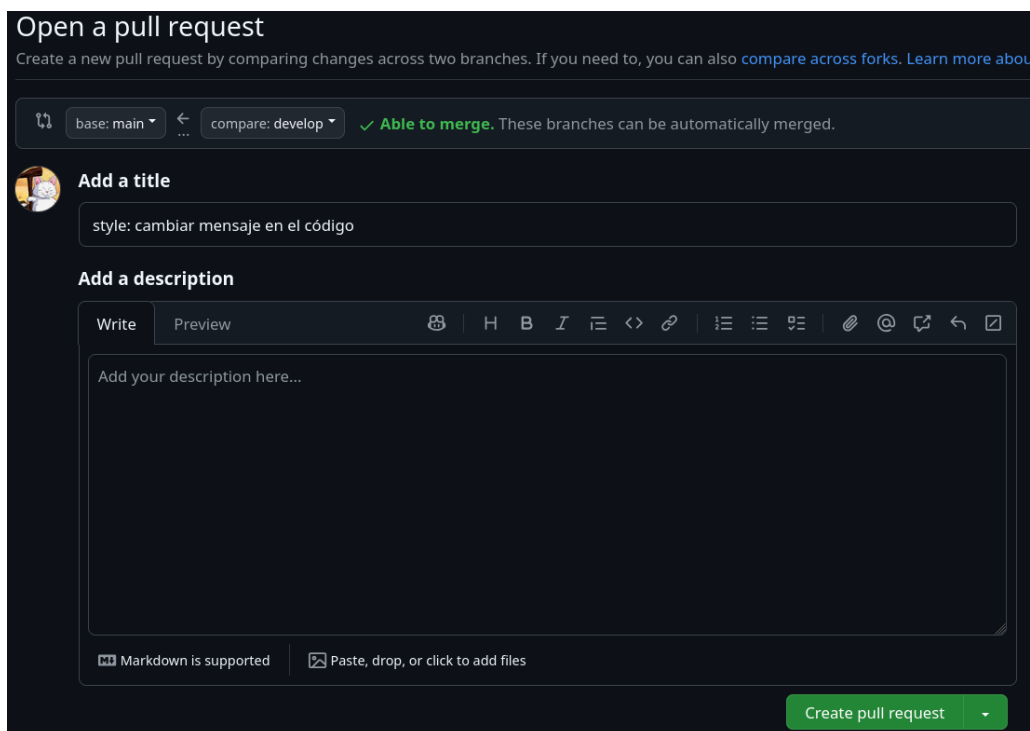 Open a pull request
Create a new pull request by comparing changes across two branches. If you need to, you can also compare across forks. Learn more abou
base: main ← ... compare: develop ✓ Able to merge. These branches can be automatically merged.
Add a title
style: cambiar mensaje en el código
Add a description
Write Preview H B I
Add your description here...
Markdown is supported Paste, drop, or click to add files
Create pull request